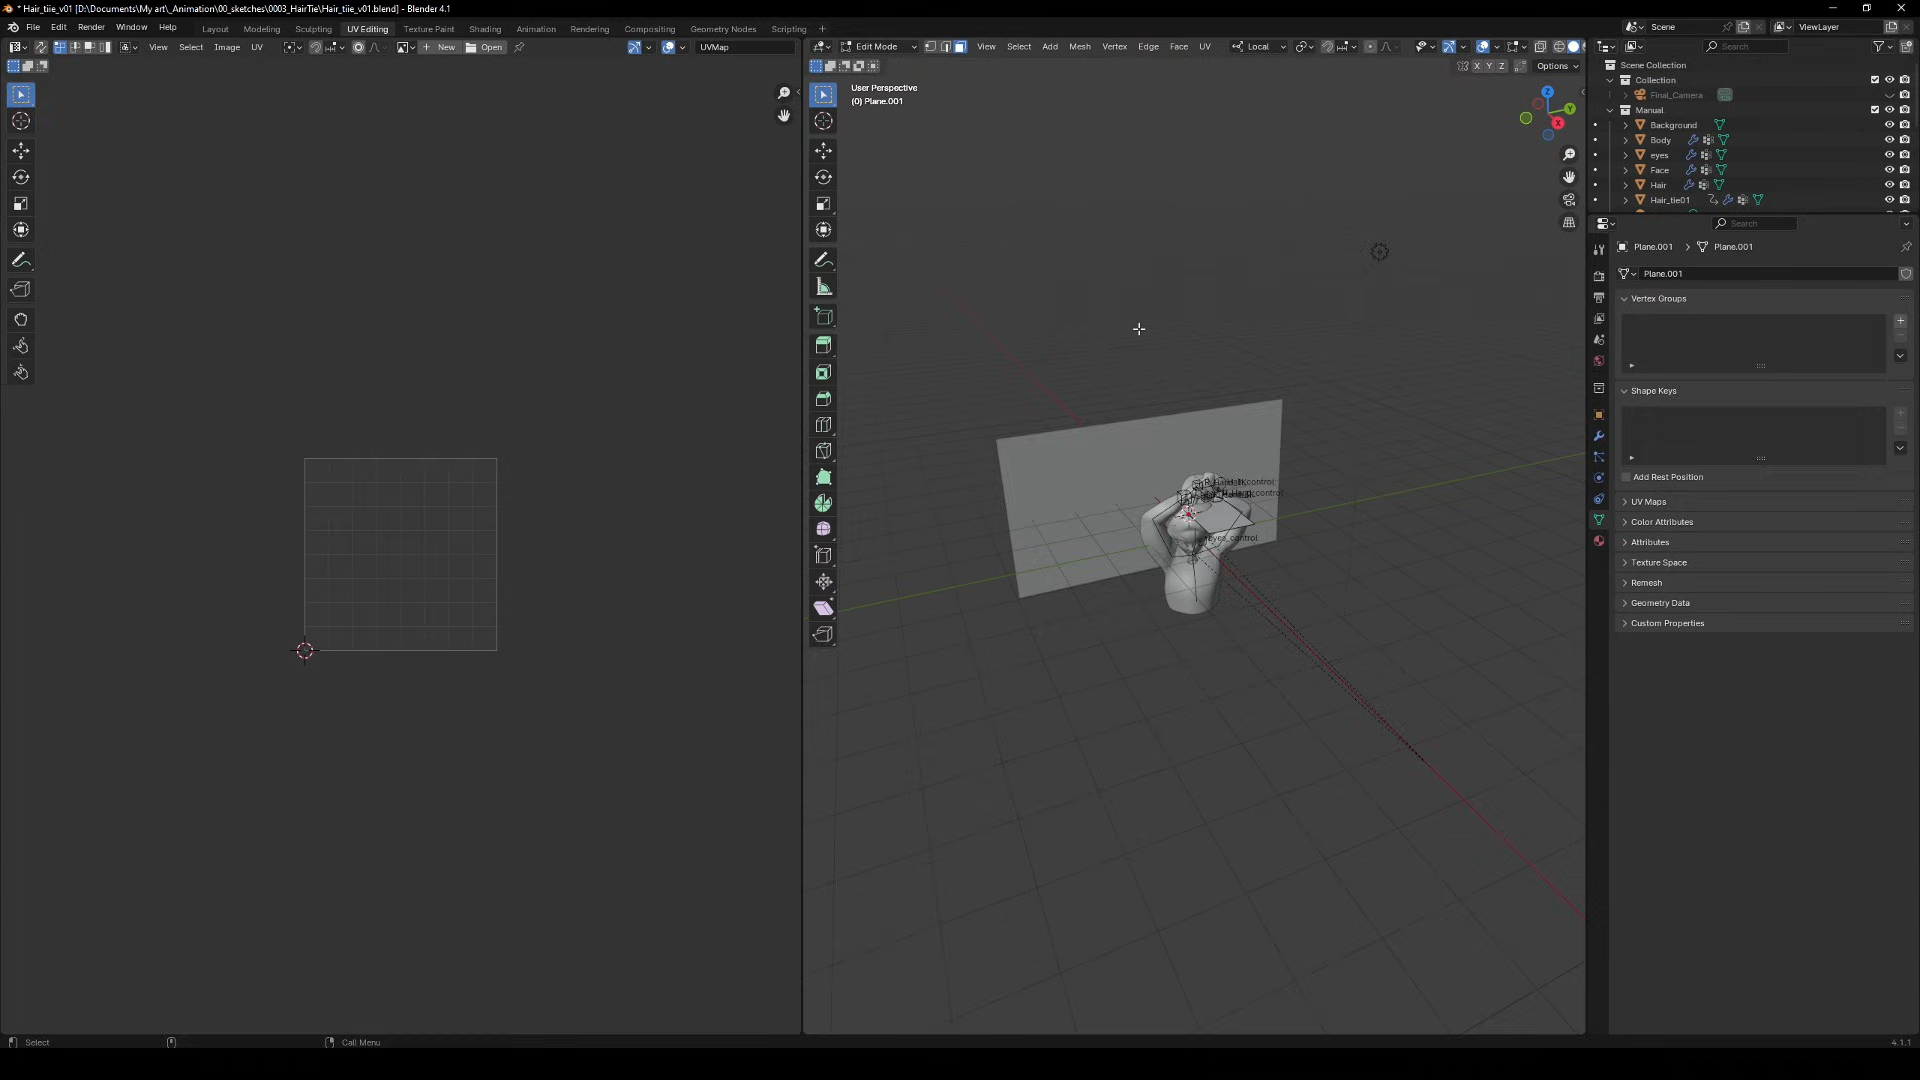 * Hair_tiie_v01 [D:\Documents\My art\_Animation\00_sketches\0003_HairTie\Hair_tiie_v01.blend] - Blender 4.1
File Edit Render Window Help Layout Modeling Sculpting UV Editing Texture Paint Shading Animation Rendering Compositing Geometry Nodes Scripting + Scene ViewLayer
View Select Image UV New Open UVMap
Edit Mode View Select Add Mesh Vertex Edge Face UV Local Search
X Y Z Options
User Perspective
(0) Plane.001
Z
Y
X
Eyes_control
Scene Collection
Collection
Final_Camera
Manual
Background
Body
eyes
Face
Hair
Hair_tie01
Search
Plane.001 Plane.001
Plane.001
Vertex Groups
Shape Keys
Add Rest Position
UV Maps
Color Attributes
Attributes
Texture Space
Remesh
Geometry Data
Custom Properties
Select Call Menu 4.1.1